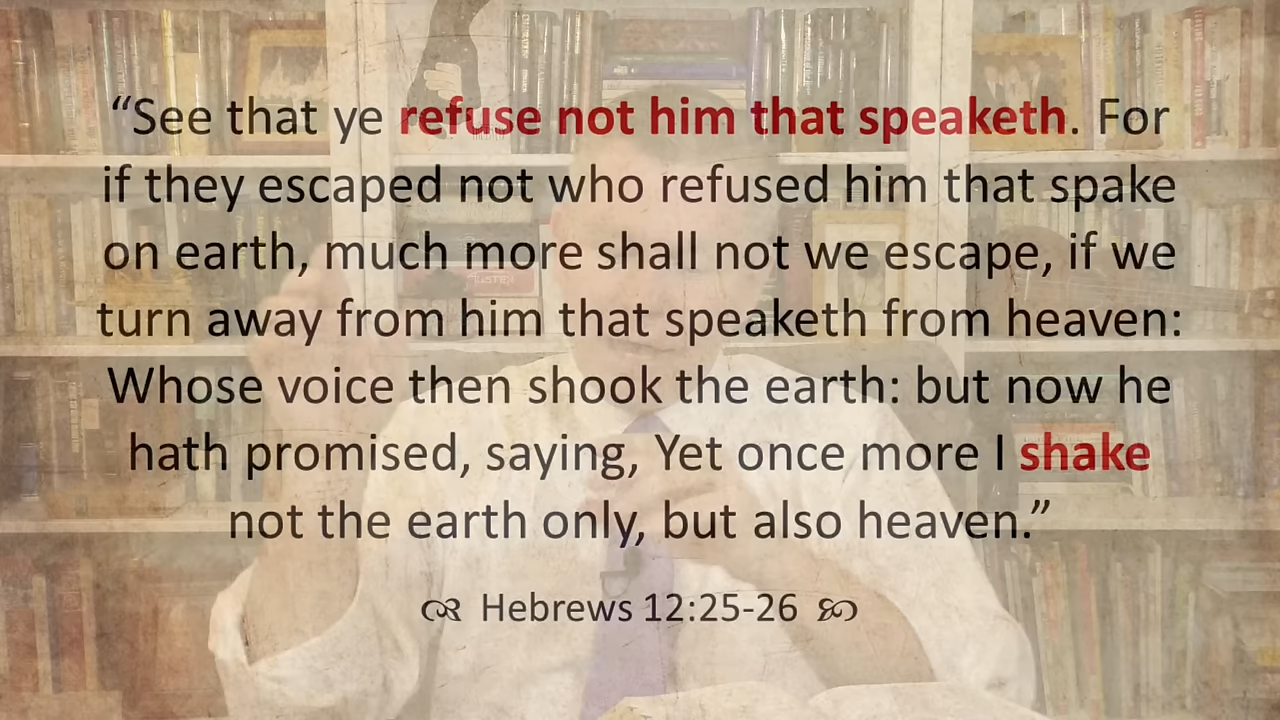 “See that ye refuse not him that speaketh. For
if they escaped not who refused him that spake
on earth, much more shall not we escape, if we
turn away from him that speaketh from heaven:
Whose voice then shook the earth: but now he
hath promised, saying, Yet once more I shake
not the earth only, but also heaven.”
Hebrews 12:25-26